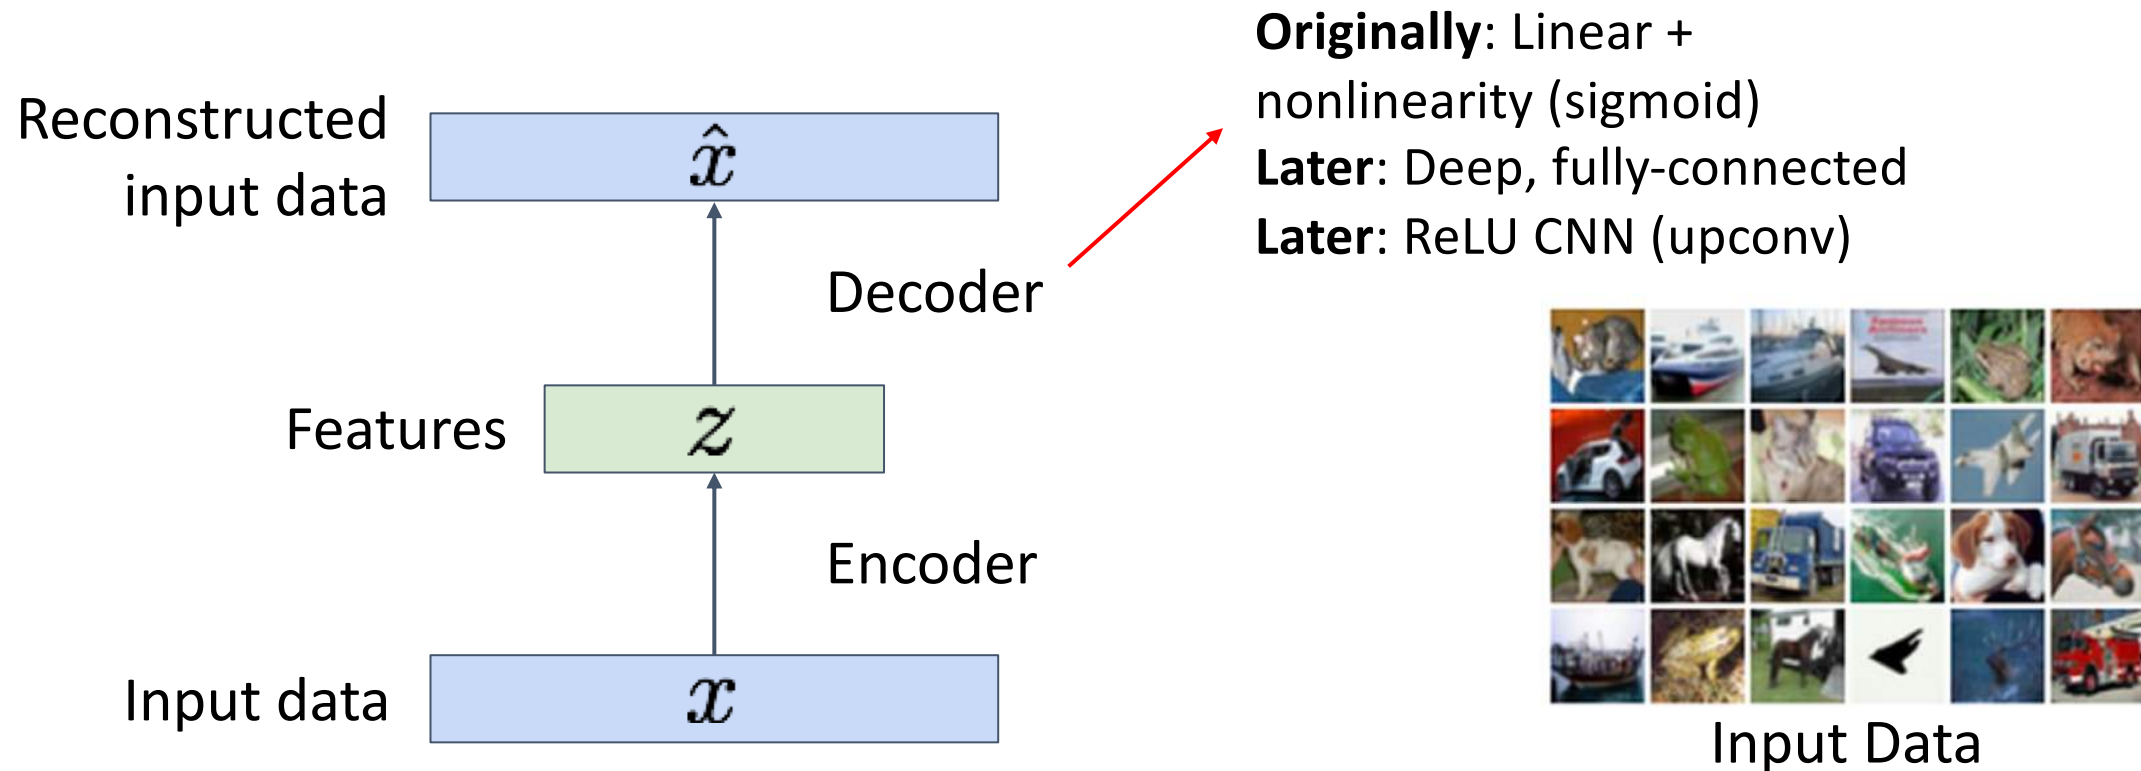 Originally: Linear +
nonlinearity (sigmoid)
Later: Deep, fully-connected
Later: ReLU CNN (upconv)
Reconstructed
input data
x̂
Decoder
Features
z
Encoder
Input data
x
Input Data